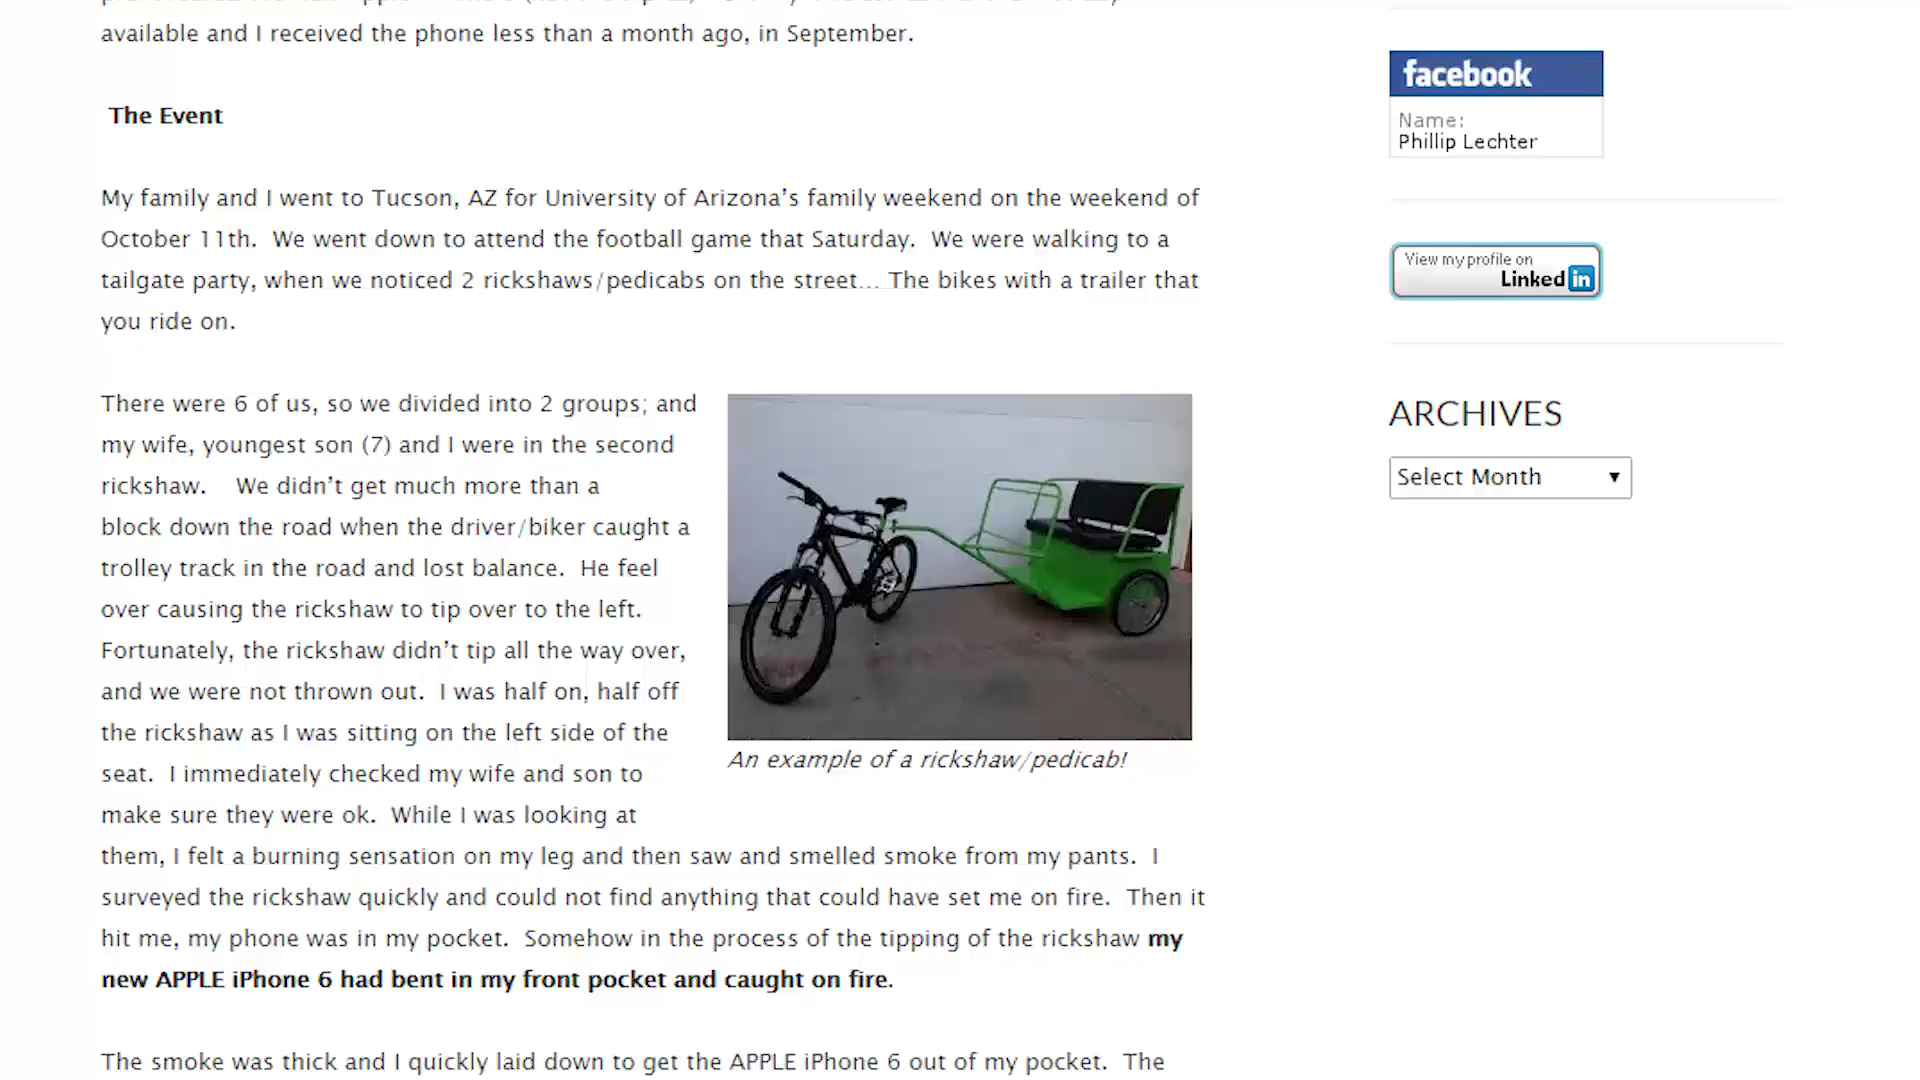 available and I received the phone less than a month ago, in September.
The Event
My family and I went to Tucson, AZ for University of Arizona's family weekend on the weekend of
October 11th.  We went down to attend the football game that Saturday.  We were walking to a
tailgate party, when we noticed 2 rickshaws/pedicabs on the street... The bikes with a trailer that
you ride on.
There were 6 of us, so we divided into 2 groups; and
my wife, youngest son (7) and I were in the second
rickshaw.    We didn't get much more than a
block down the road when the driver/biker caught a
trolley track in the road and lost balance.  He feel
over causing the rickshaw to tip over to the left.
Fortunately, the rickshaw didn't tip all the way over,
and we were not thrown out.  I was half on, half off
the rickshaw as I was sitting on the left side of the
seat.  I immediately checked my wife and son to
make sure they were ok.  While I was looking at
An example of a rickshaw/pedicab!
them, I felt a burning sensation on my leg and then saw and smelled smoke from my pants.  I
surveyed the rickshaw quickly and could not find anything that could have set me on fire.  Then it
hit me, my phone was in my pocket.  Somehow in the process of the tipping of the rickshaw my
new APPLE iPhone 6 had bent in my front pocket and caught on fire.
The smoke was thick and I quickly laid down to get the APPLE iPhone 6 out of my pocket.  The
facebook
Name:
Phillip Lechter
View my profile on
Linked in
ARCHIVES
Select Month